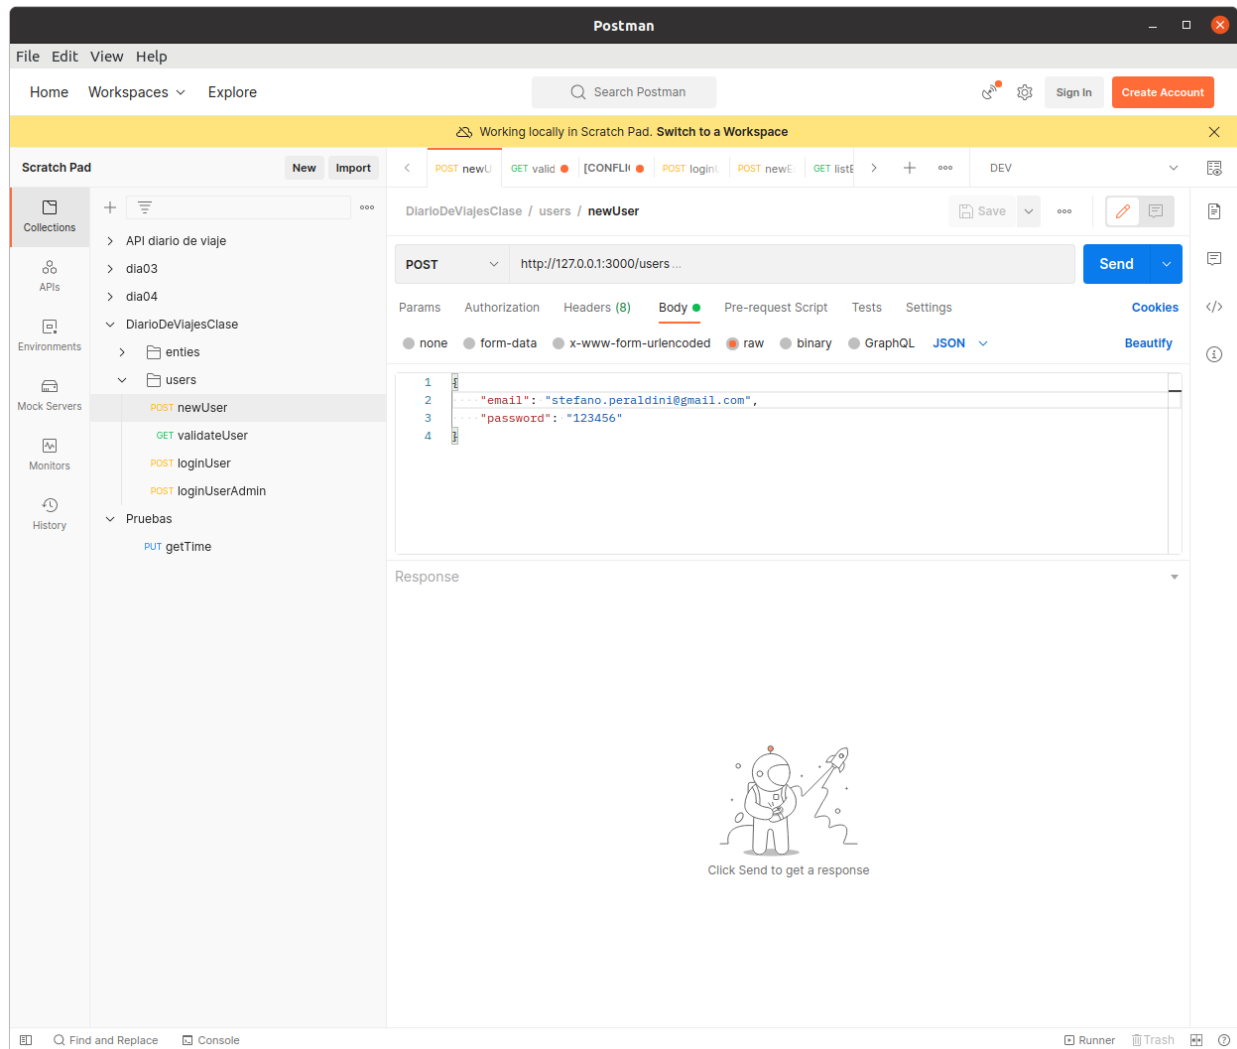 Postman
File Edit View Help
Home Workspaces Explore Search Postman Sign In Create Account
Working locally in Scratch Pad. Switch to a Workspace
Scratch Pad New Import
POST newU GET valid [CONFLI POST loginU POST newE GET listE DEV
Collections
APIs
Environments
Mock Servers
Monitors
History
API diario de viaje
dia03
dia04
DiarioDeViajesClase
enties
users
POST newUser
GET validateUser
POST loginUser
POST loginUserAdmin
Pruebas
PUT getTime
DiarioDeViajesClase / users / newUser Save
POST http://127.0.0.1:3000/users ... Send
Params Authorization Headers (8) Body Pre-request Script Tests Settings Cookies
none form-data x-www-form-urlencoded raw binary GraphQL JSON Beautify
1 {
2 "email": "stefano.peraldini@gmail.com",
3 "password": "123456"
4 }
Response
Click Send to get a response
Find and Replace Console Runner Trash